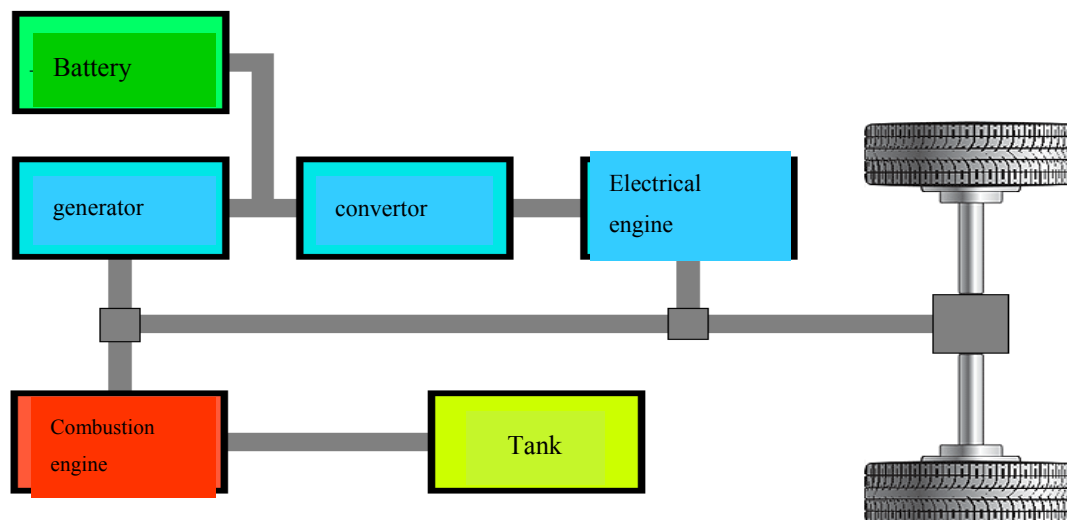 Battery
generator
convertor
Electrical
engine
Combustion
engine
Tank